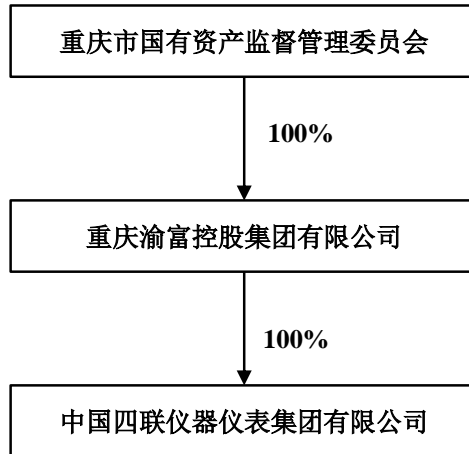 重庆市国有资产监督管理委员会
100%
重庆渝富控股集团有限公司
100%
中国四联仪器仪表集团有限公司